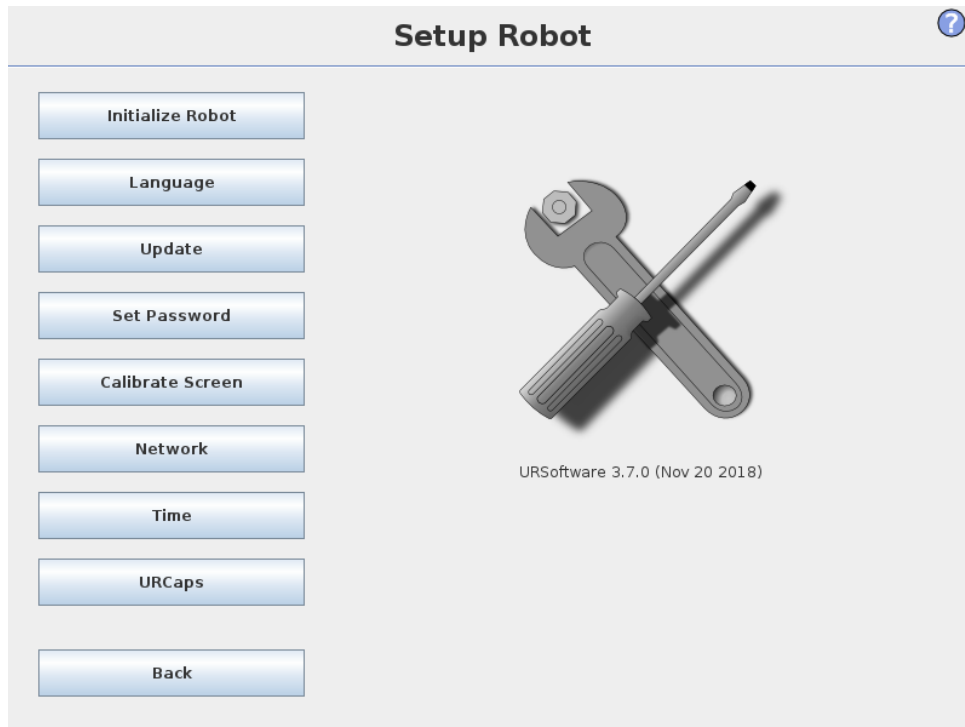 Setup Robot
?
Initialize Robot
Language
Update
Set Password
Calibrate Screen
Network
Time
URCaps
Back
URSoftware 3.7.0 (Nov 20 2018)